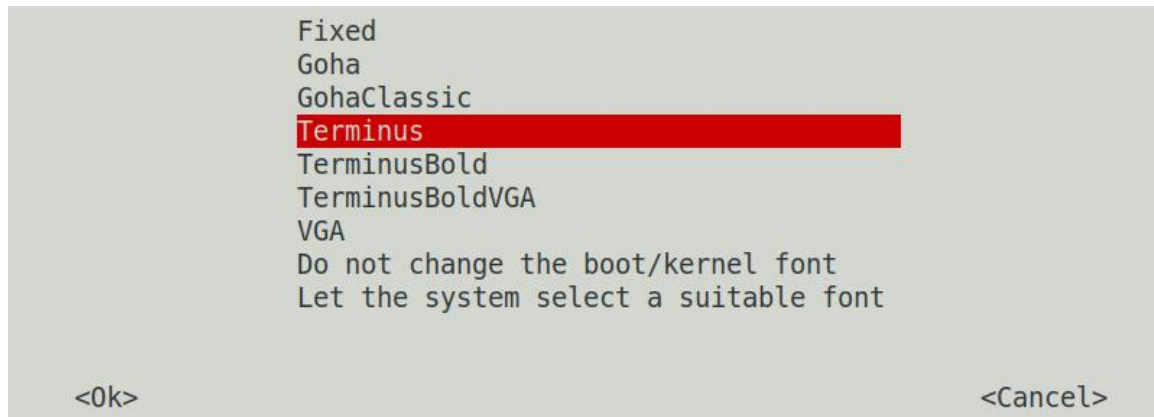 Fixed
Goha
GohaClassic
Terminus
TerminusBold
TerminusBoldVGA
VGA
Do not change the boot/kernel font
Let the system select a suitable font
<Ok> <Cancel>